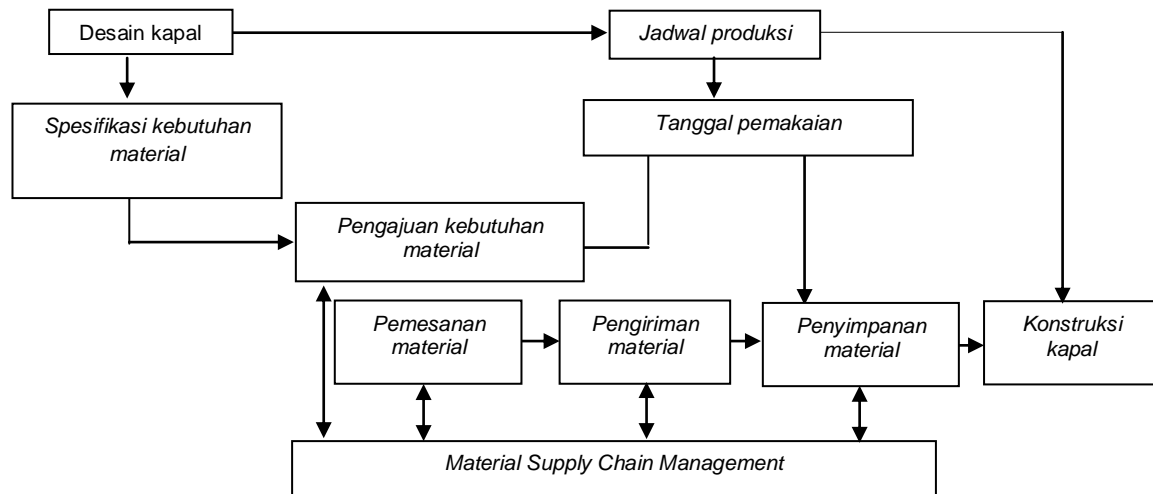 Desain kapal
Jadwal produksi
Spesifikasi kebutuhan
material
Tanggal pemakaian
Pengajuan kebutuhan
material
Pemesanan
material
Pengiriman
material
Penyimpanan
material
Konstruksi
kapal
Material Supply Chain Management